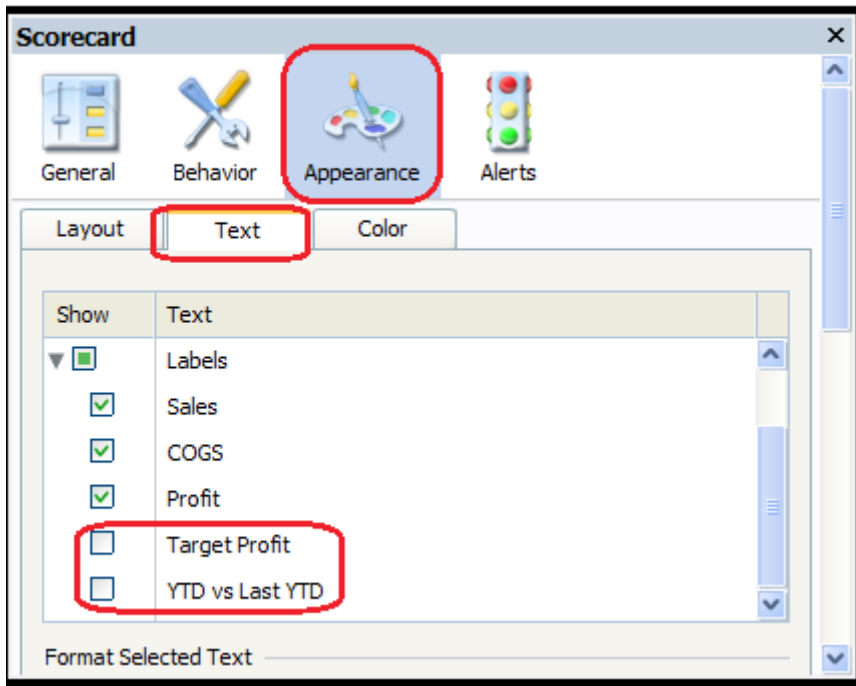 Scorecard
General Behavior Appearance Alerts
Layout Text Color
Show Text
Labels
Sales
COGS
Profit
Target Profit
YTD vs Last YTD
Format Selected Text